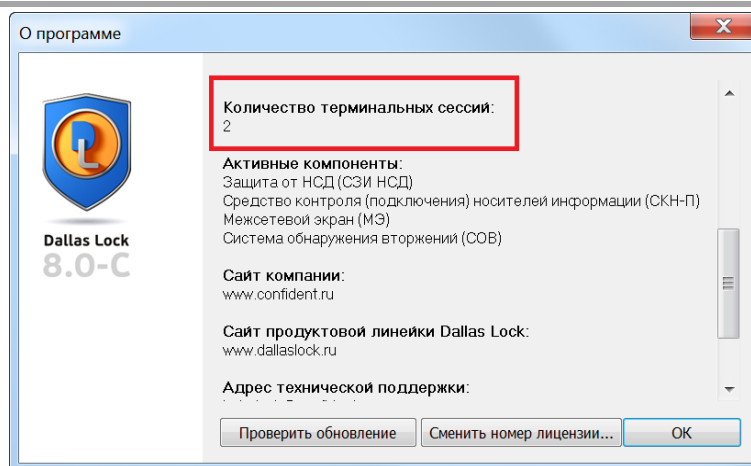 О программе
Количество терминальных сессий:
2
Активные компоненты:
Защита от НСД (СЗИ НСД)
Средство контроля (подключения) носителей информации (СКН-П)
Межсетевой экран (МЭ)
Система обнаружения вторжений (СОВ)
Dallas Lock
8.0-C
Сайт компании:
www.confident.ru
Сайт продуктовой линейки Dallas Lock:
www.dallaslock.ru
Адрес технической поддержки:
Проверить обновление
Сменить номер лицензии...
ОК